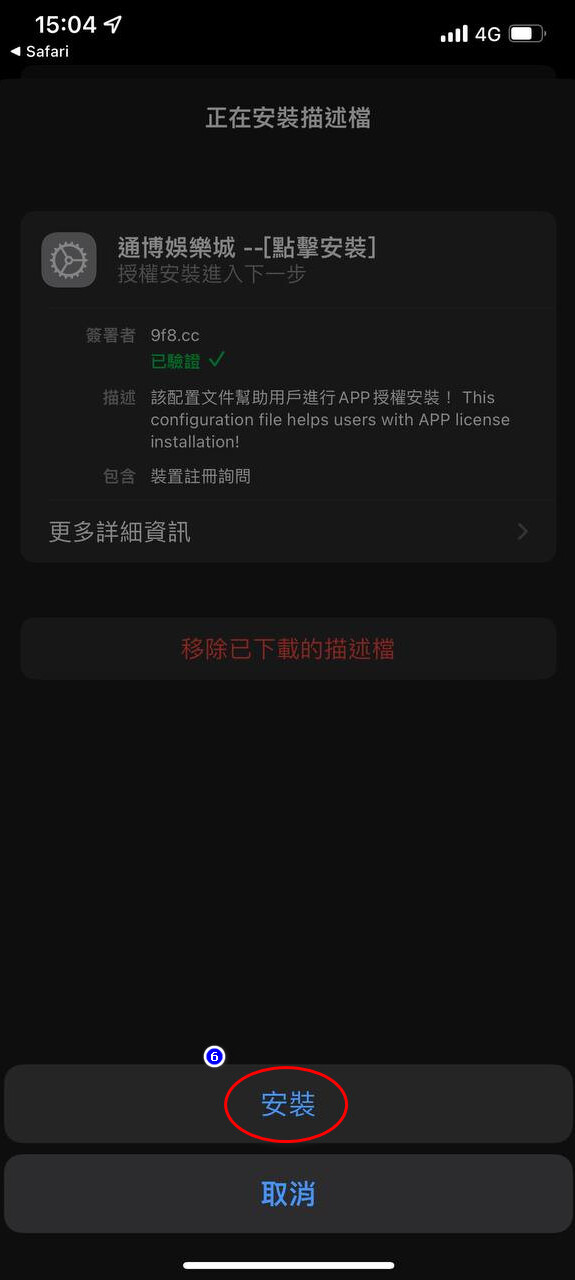 15:04
4G
Safari
正在安裝描述檔
通博娛樂城 --[點擊安裝]
授權安裝進入下一步
簽署者 9f8.cc
已驗證
描述 該配置文件幫助用戶進行APP授權安裝！ This
configuration file helps users with APP license
installation!
包含 裝置註冊詢問
更多詳細資訊
移除已下載的描述檔
6
安裝
取消